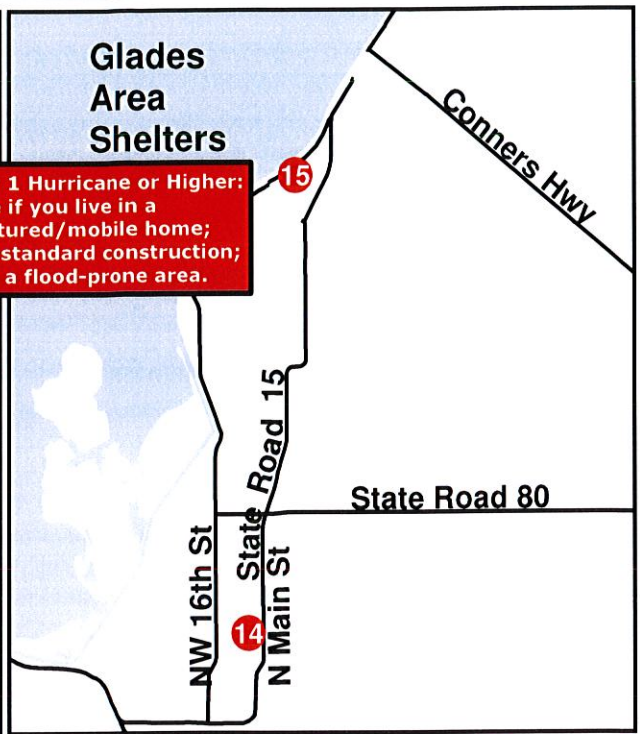 Glades
Area
Shelters
1 Hurricane or Higher:
if you live in a
tured/mobile home;
standard construction;
a flood-prone area.
15
Conners Hwy
State Road 15
State Road 80
NW 16th St
14
N Main St